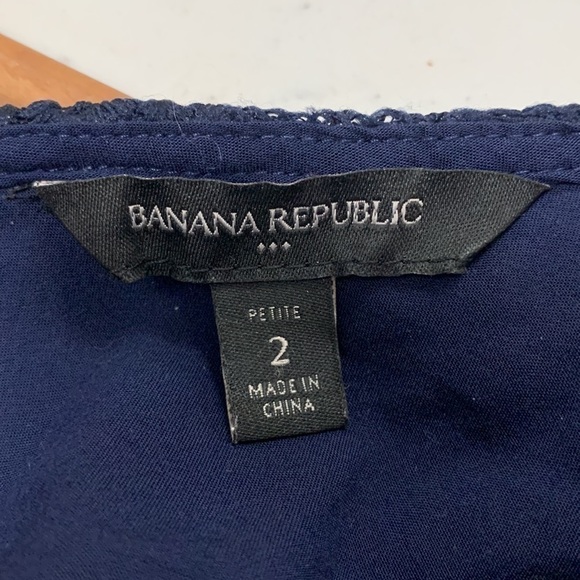 BANANA REPUBLIC
PETITE
2
MADE IN
CHINA